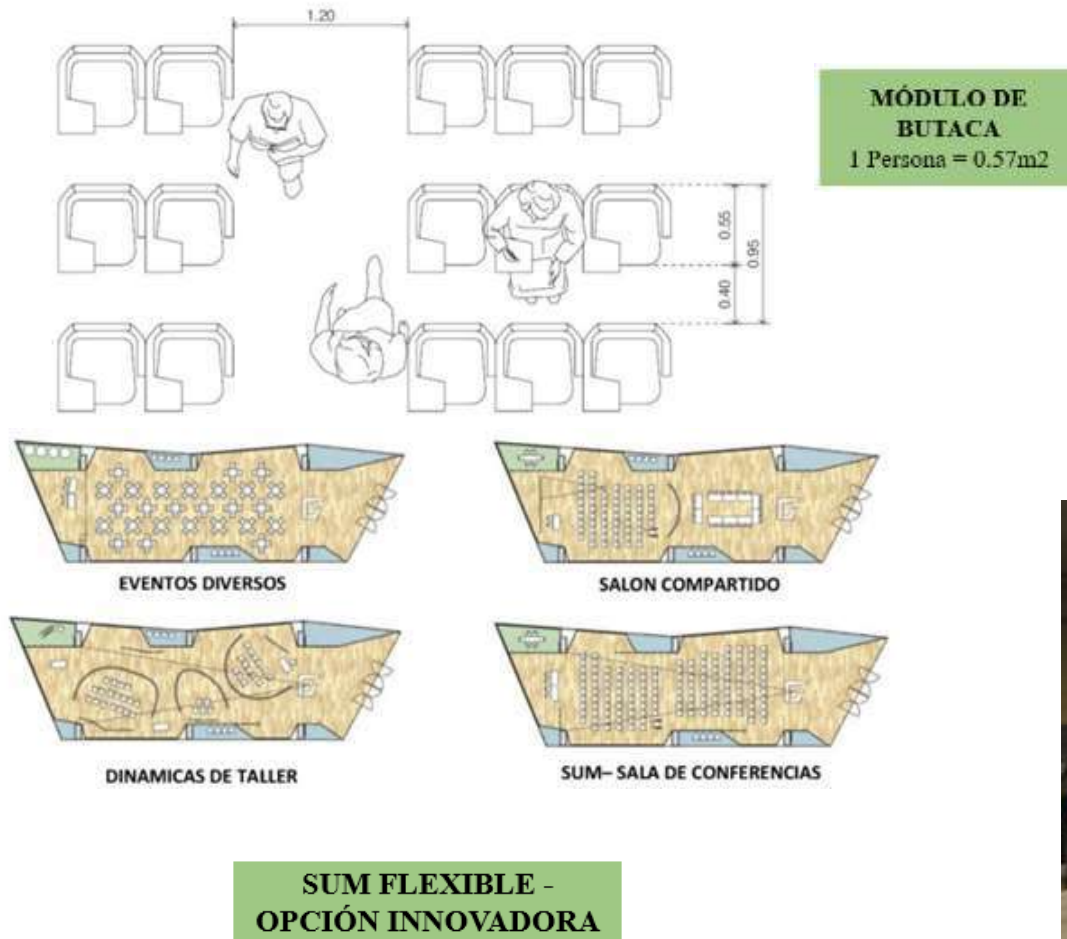 1.20
MÓDULO DE
BUTACA
1 Persona = 0.57m2
0.55
0.95
0.40
EVENTOS DIVERSOS
SALON COMPARTIDO
DINAMICAS DE TALLER
SUM– SALA DE CONFERENCIAS
SUM FLEXIBLE -
OPCIÓN INNOVADORA